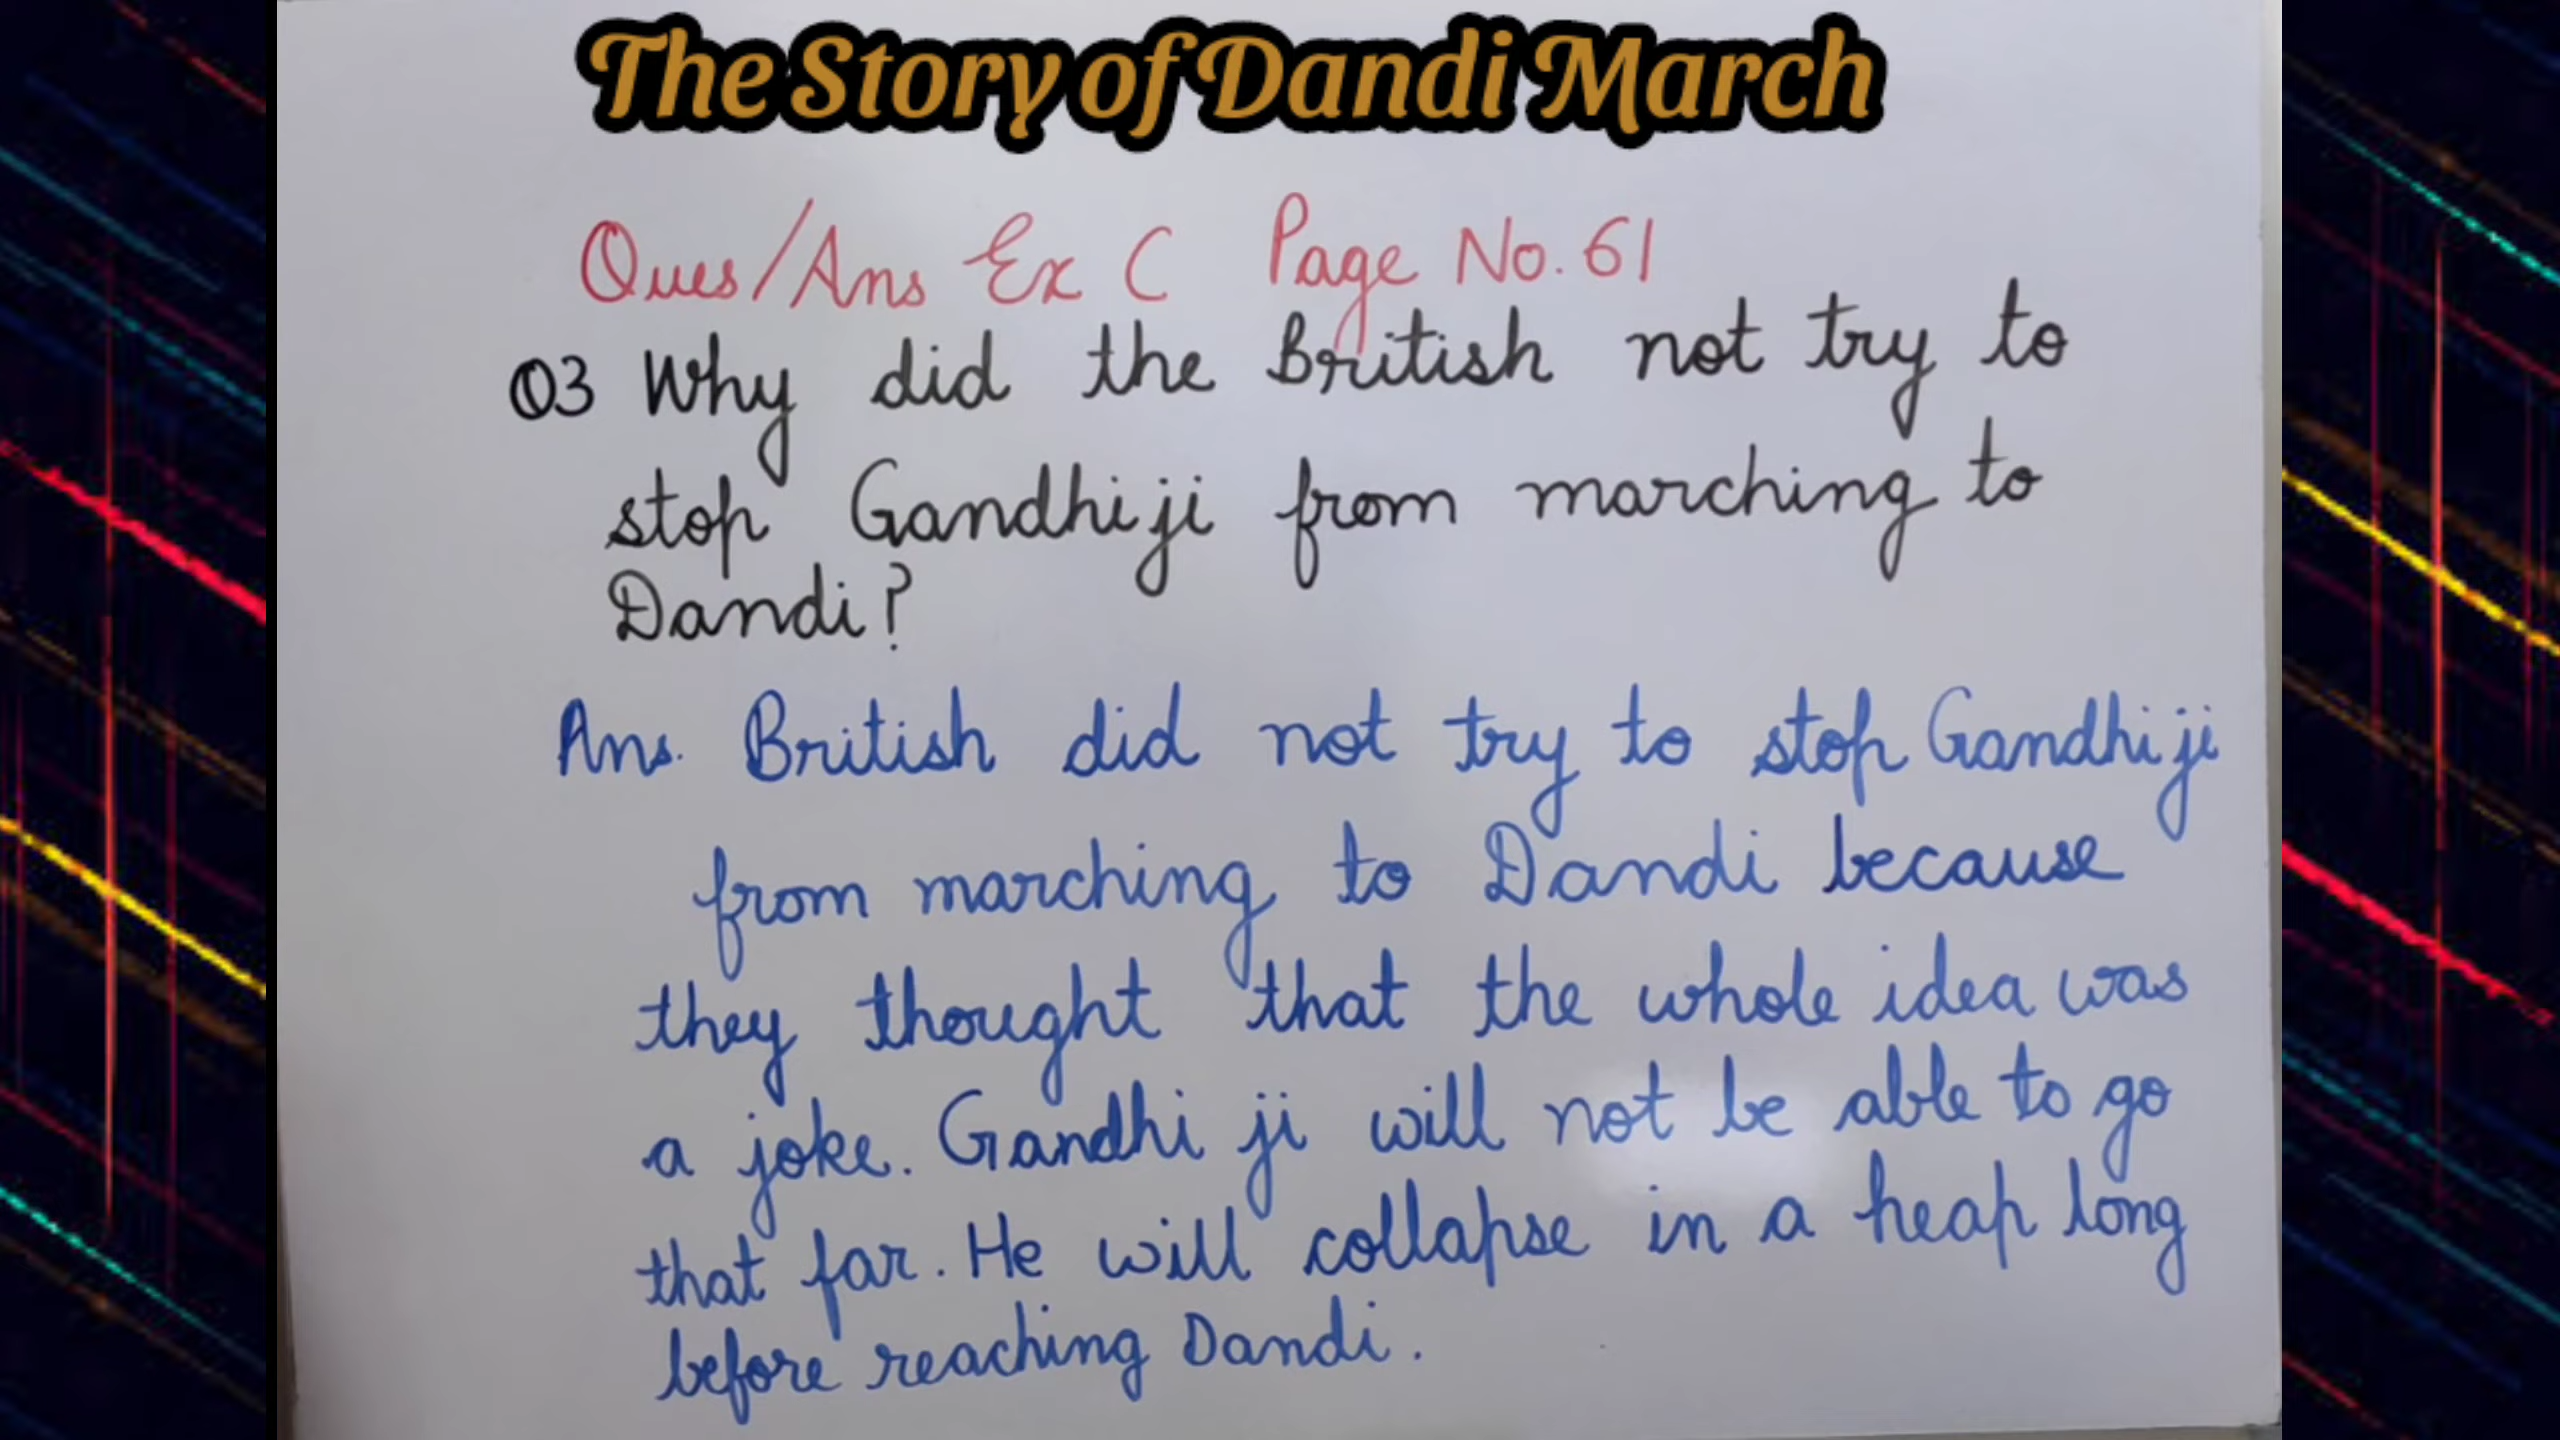 The Story of Dandi March
Ques/Ans Ex C Page No. 61
Q3 Why did the British not try to
stop Gandhiji from marching to
Dandi?
Ans. British did not try to stop Gandhiji
from marching to Dandi because
they thought that the whole idea was
a joke. Gandhi ji will not be able to go
that far. He will collapse in a heap long
before reaching Dandi.